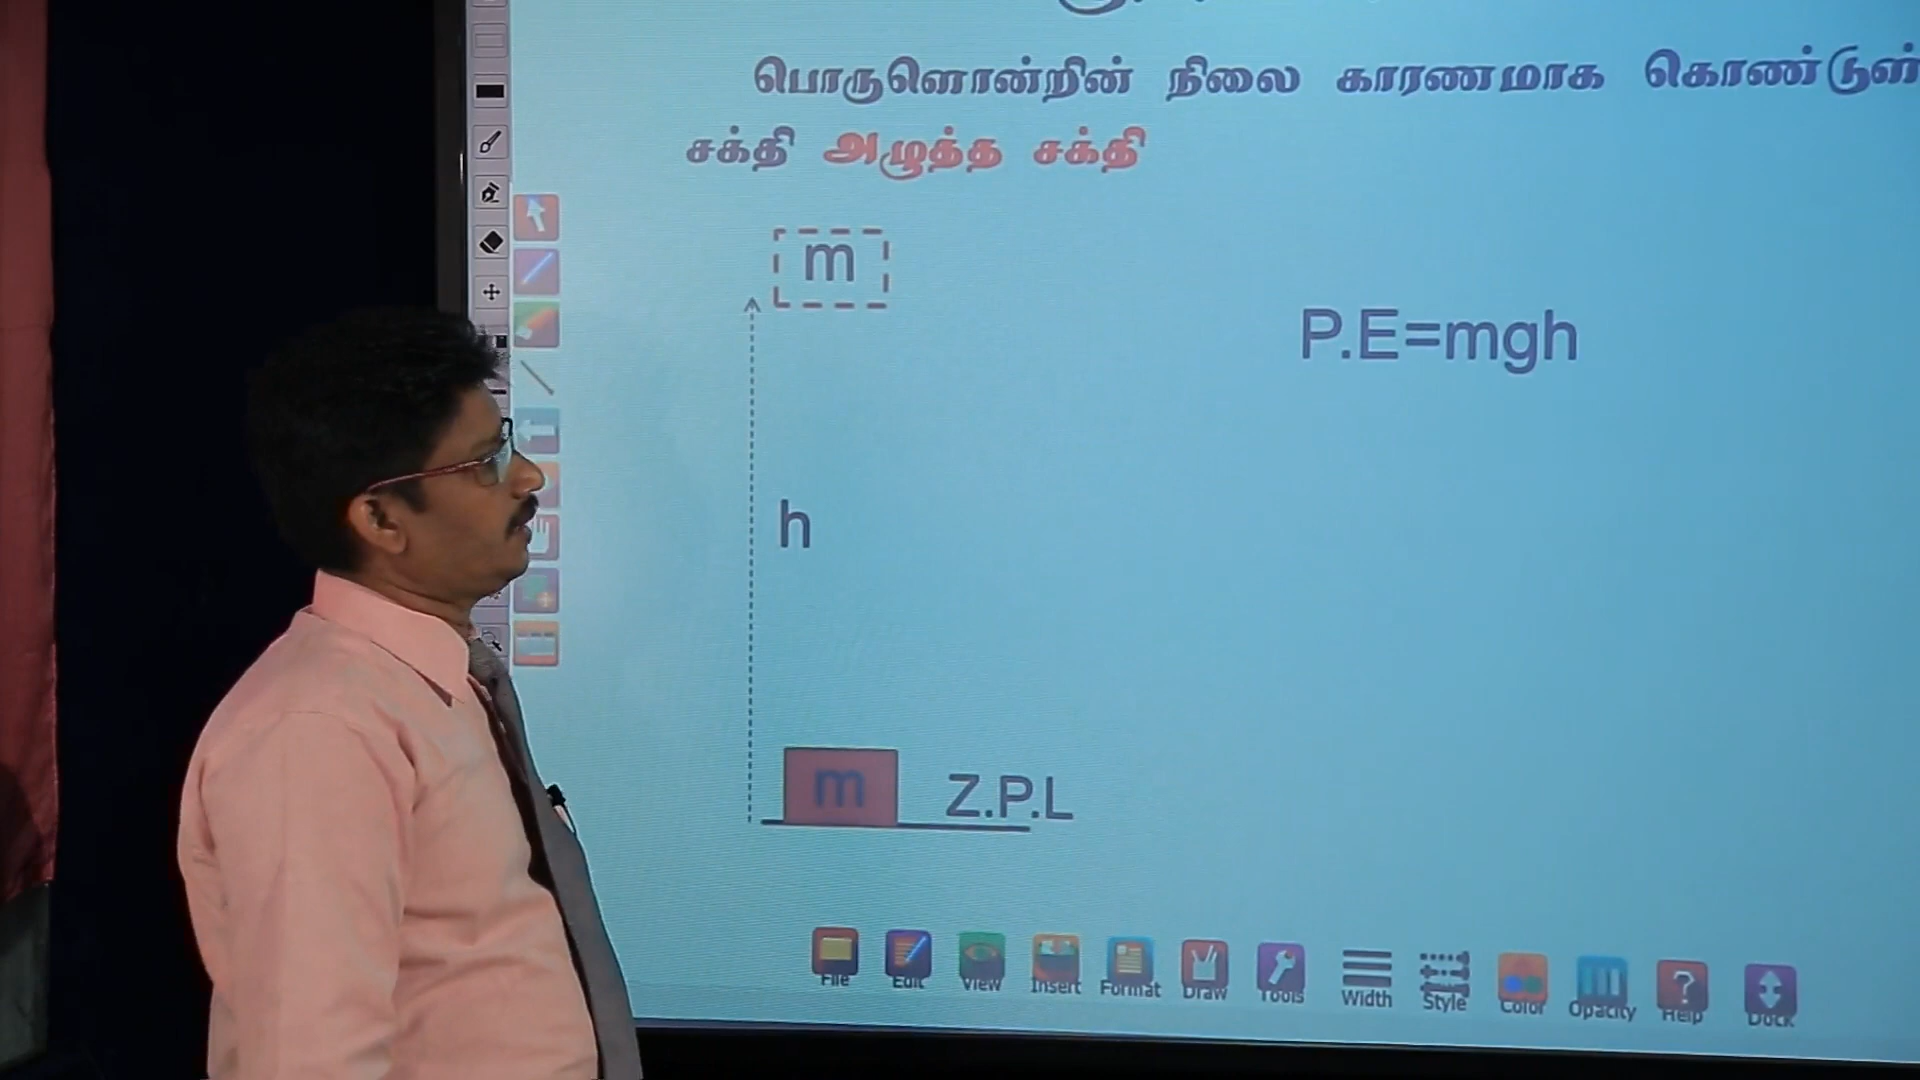 பொருளொன்றின் நிலை காரணமாக கொண்டுள்
சக்தி அழுத்த சக்தி
m
P.E=mgh
h
m Z.P.L
File Edit View Insert Format Draw Tools Width Style Color Opacity Help Dock